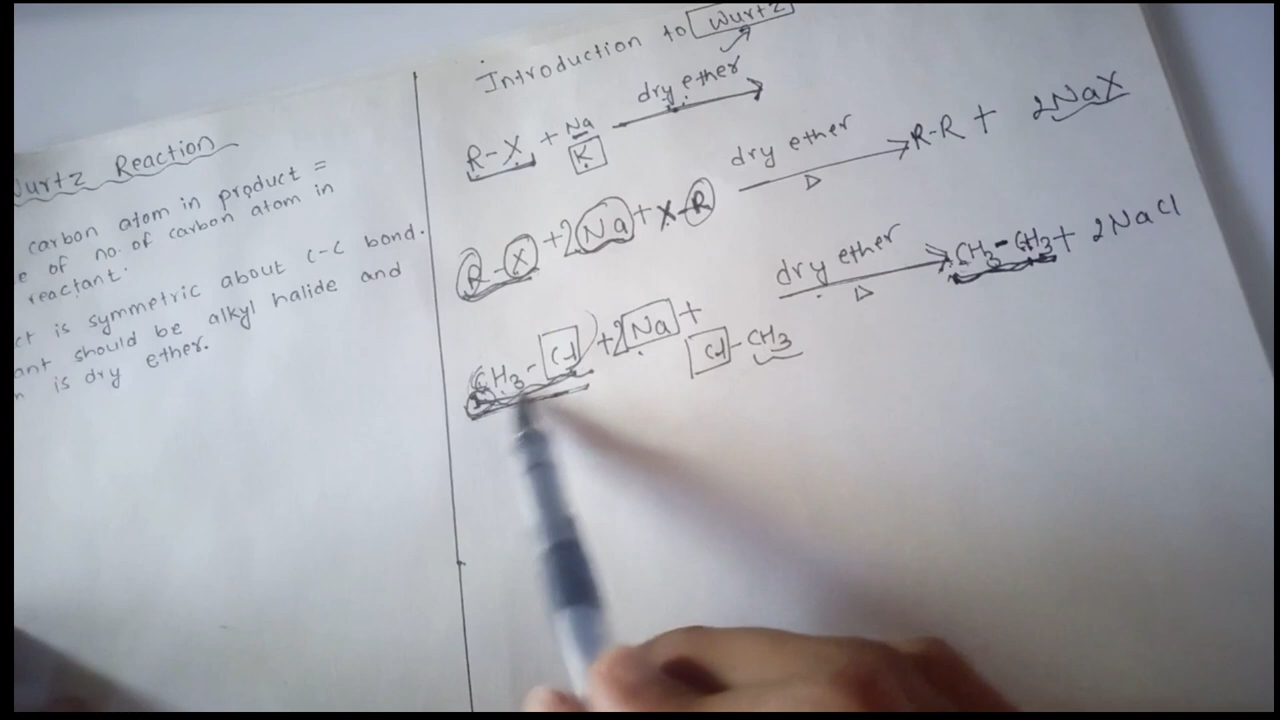 Wurtz Reaction
carbon atom in product =
e of no. of carbon atom in
reactant.
ct is symmetric about C-C bond.
ant should be alkyl halide and
is dry ether.
Introduction to Wurtz
R-X + Na dry ether
K
R-X + 2Na + X-R dry ether Δ R-R + 2NaX
CH3-Cl + 2Na + dry ether Δ CH3-CH3 + 2NaCl
Cl-CH3